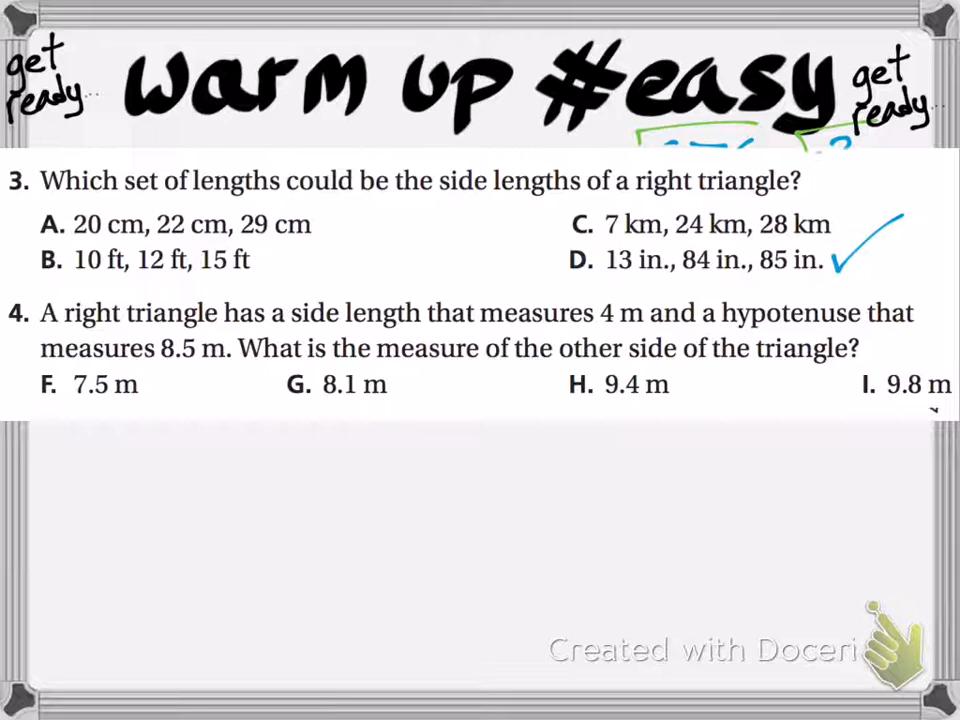 get ready... warm up #easy get ready...
3. Which set of lengths could be the side lengths of a right triangle?
A. 20 cm, 22 cm, 29 cm C. 7 km, 24 km, 28 km
B. 10 ft, 12 ft, 15 ft D. 13 in., 84 in., 85 in.
4. A right triangle has a side length that measures 4 m and a hypotenuse that
measures 8.5 m. What is the measure of the other side of the triangle?
F. 7.5 m G. 8.1 m H. 9.4 m I. 9.8 m
Created with Doceri